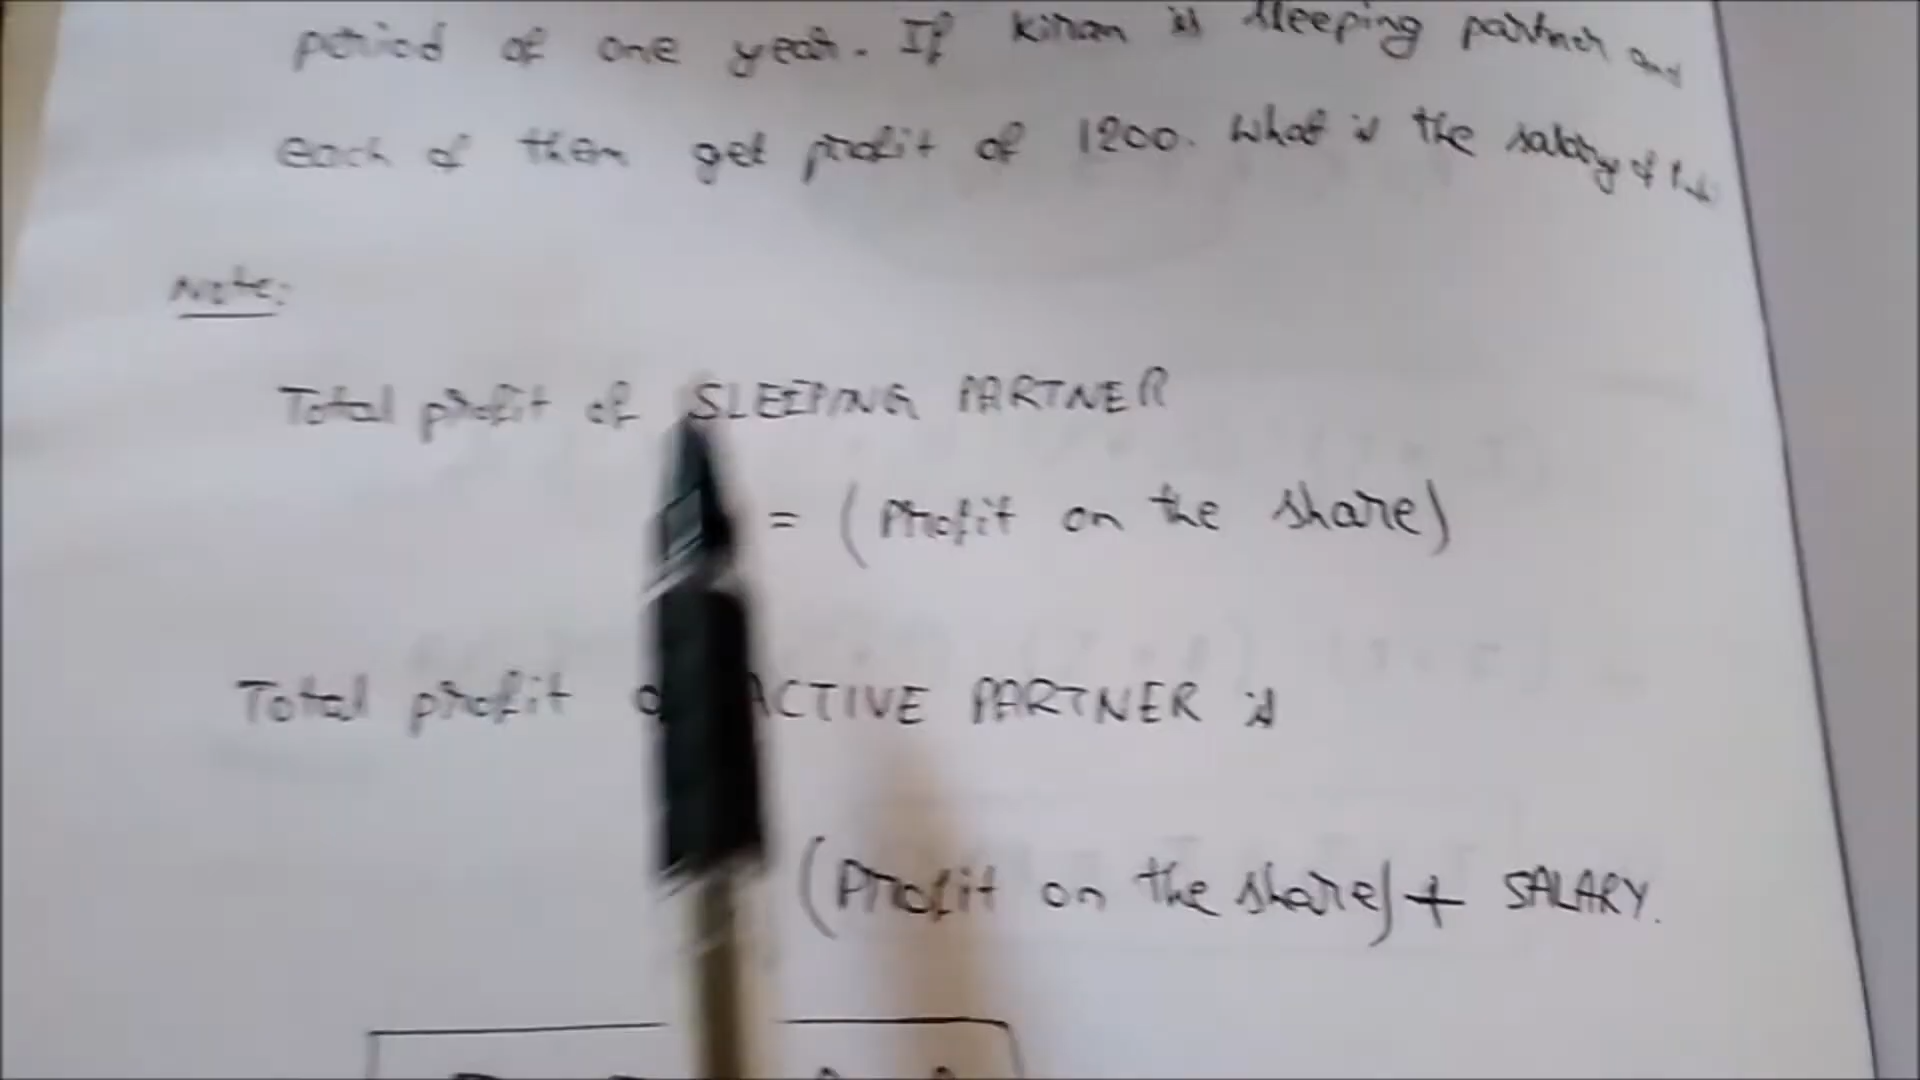 period of one year. If kiran is sleeping partner and
each of them get profit of 1200. What is the salary of
Note:
Total profit of SLEEPING PARTNER
= (Profit on the share)
Total profit ACTIVE PARTNER is
(Profit on the share) + SALARY.